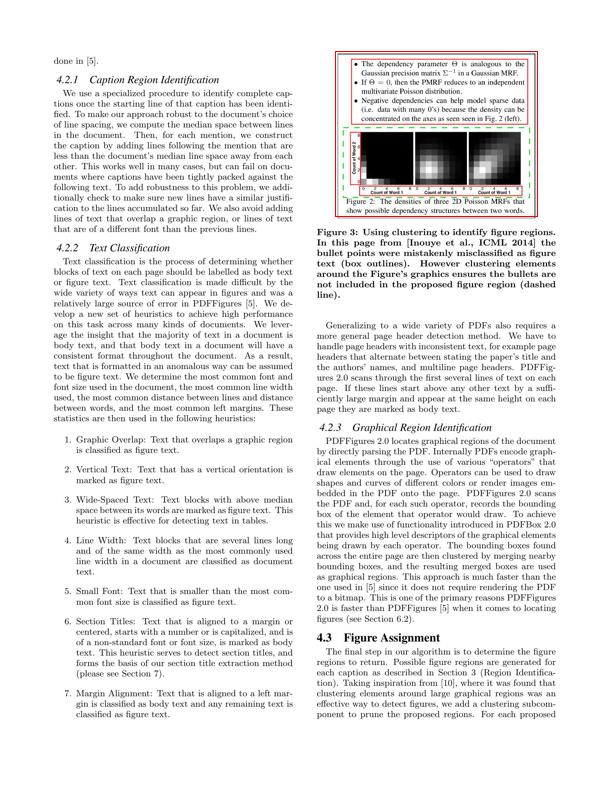 done in [5].
4.2.1 Caption Region Identification
We use a specialized procedure to identify complete cap-
tions once the starting line of that caption has been identi-
fied. To make our approach robust to the document's choice
of line spacing, we compute the median space between lines
in the document. Then, for each mention, we construct
the caption by adding lines following the mention that are
less than the document's median line space away from each
other. This works well in many cases, but can fail on docu-
ments where captions have been tightly packed against the
following text. To add robustness to this problem, we addi-
tionally check to make sure new lines have a similar justifi-
cation to the lines accumulated so far. We also avoid adding
lines of text that overlap a graphic region, or lines of text
that are of a different font than the previous lines.
4.2.2 Text Classification
Text classification is the process of determining whether
blocks of text on each page should be labelled as body text
or figure text. Text classification is made difficult by the
wide variety of ways text can appear in figures and was a
relatively large source of error in PDFFigures [5]. We de-
velop a new set of heuristics to achieve high performance
on this task across many kinds of documents. We lever-
age the insight that the majority of text in a document is
body text, and that body text in a document will have a
consistent format throughout the document. As a result,
text that is formatted in an anomalous way can be assumed
to be figure text. We determine the most common font and
font size used in the document, the most common line width
used, the most common distance between lines and distance
between words, and the most common left margins. These
statistics are then used in the following heuristics:
1. Graphic Overlap: Text that overlaps a graphic region
is classified as figure text.
2. Vertical Text: Text that has a vertical orientation is
marked as figure text.
3. Wide-Spaced Text: Text blocks with above median
space between its words are marked as figure text. This
heuristic is effective for detecting text in tables.
4. Line Width: Text blocks that are several lines long
and of the same width as the most commonly used
line width in a document are classified as document
text.
5. Small Font: Text that is smaller than the most com-
mon font size is classified as figure text.
6. Section Titles: Text that is aligned to a margin or
centered, starts with a number or is capitalized, and is
of a non-standard font or font size, is marked as body
text. This heuristic serves to detect section titles, and
forms the basis of our section title extraction method
(please see Section 7).
7. Margin Alignment: Text that is aligned to a left mar-
gin is classified as body text and any remaining text is
classified as figure text.
• The dependency parameter Θ is analogous to the
Gaussian precision matrix Σ⁻¹ in a Gaussian MRF.
• If Θ = 0, then the PMRF reduces to an independent
multivariate Poisson distribution.
• Negative dependencies can help model sparse data
(i.e. data with many 0's) because the density can be
concentrated on the axes as seen seen in Fig. 2 (left).
Count of Word 2
0 2 4 6 8 0 2 4 6 8 0 2 4 6 8
Count of Word 1 Count of Word 1 Count of Word 1
Figure 2: The densities of three 2D Poisson MRFs that
show possible dependency structures between two words.
Figure 3: Using clustering to identify figure regions.
In this page from [Inouye et al., ICML 2014] the
bullet points were mistakenly misclassified as figure
text (box outlines). However clustering elements
around the Figure's graphics ensures the bullets are
not included in the proposed figure region (dashed
line).
Generalizing to a wide variety of PDFs also requires a
more general page header detection method. We have to
handle page headers with inconsistent text, for example page
headers that alternate between stating the paper's title and
the authors' names, and multiline page headers. PDFFig-
ures 2.0 scans through the first several lines of text on each
page. If these lines start above any other text by a suffi-
ciently large margin and appear at the same height on each
page they are marked as body text.
4.2.3 Graphical Region Identification
PDFFigures 2.0 locates graphical regions of the document
by directly parsing the PDF. Internally PDFs encode graph-
ical elements through the use of various "operators" that
draw elements on the page. Operators can be used to draw
shapes and curves of different colors or render images em-
bedded in the PDF onto the page. PDFFigures 2.0 scans
the PDF and, for each such operator, records the bounding
box of the element that operator would draw. To achieve
this we make use of functionality introduced in PDFBox 2.0
that provides high level descriptors of the graphical elements
being drawn by each operator. The bounding boxes found
across the entire page are then clustered by merging nearby
bounding boxes, and the resulting merged boxes are used
as graphical regions. This approach is much faster than the
one used in [5] since it does not require rendering the PDF
to a bitmap. This is one of the primary reasons PDFFigures
2.0 is faster than PDFFigures [5] when it comes to locating
figures (see Section 6.2).
4.3 Figure Assignment
The final step in our algorithm is to determine the figure
regions to return. Possible figure regions are generated for
each caption as described in Section 3 (Region Identifica-
tion). Taking inspiration from [10], where it was found that
clustering elements around large graphical regions was an
effective way to detect figures, we add a clustering subcom-
ponent to prune the proposed regions. For each proposed